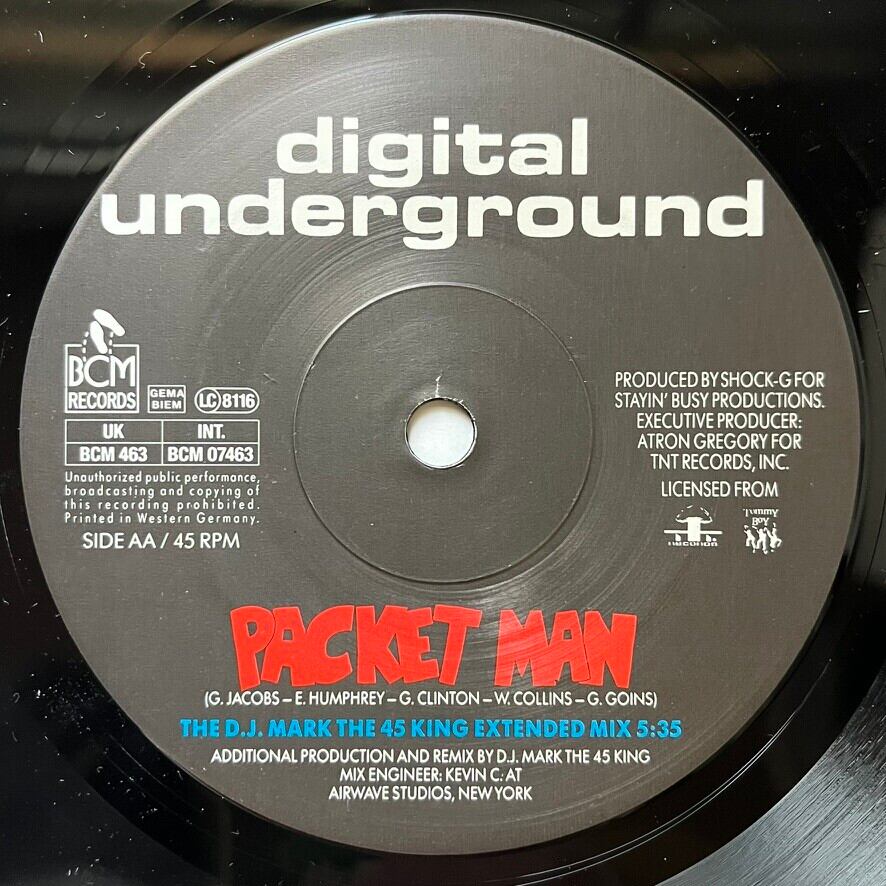 digital
underground
BCM
RECORDS
GEMA
BIEM
LC 8116
UK INT.
BCM 463 BCM 07463
Unauthorized public performance,
broadcasting and copying of
this recording prohibited.
Printed in Western Germany.
SIDE AA / 45 RPM
PRODUCED BY SHOCK-G FOR
STAYIN' BUSY PRODUCTIONS.
EXECUTIVE PRODUCER:
ATRON GREGORY FOR
TNT RECORDS, INC.
LICENSED FROM
Tommy
Boy
PACKET MAN
(G. JACOBS – E. HUMPHREY – G. CLINTON – W. COLLINS – G. GOINS)
THE D.J. MARK THE 45 KING EXTENDED MIX 5:35
ADDITIONAL PRODUCTION AND REMIX BY D.J. MARK THE 45 KING
MIX ENGINEER: KEVIN C. AT
AIRWAVE STUDIOS, NEW YORK